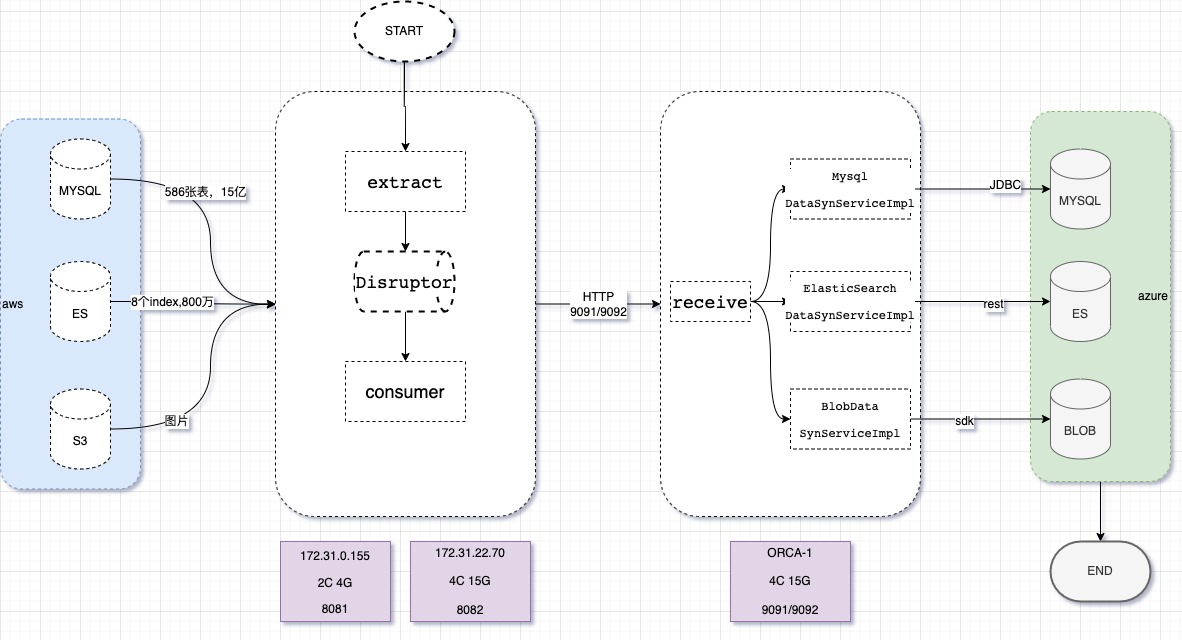 START
aws
MYSQL
586张表，15亿
ES
8个index,800万
S3
图片
extract
Disruptor
consumer
HTTP
9091/9092
receive
Mysql
DataSynServiceImpl
ElasticSearch
DataSynServiceImpl
BlobData
SynServiceImpl
JDBC
rest
sdk
MYSQL
ES
BLOB
azure
172.31.0.155
2C 4G
8081
172.31.22.70
4C 15G
8082
ORCA-1
4C 15G
9091/9092
END